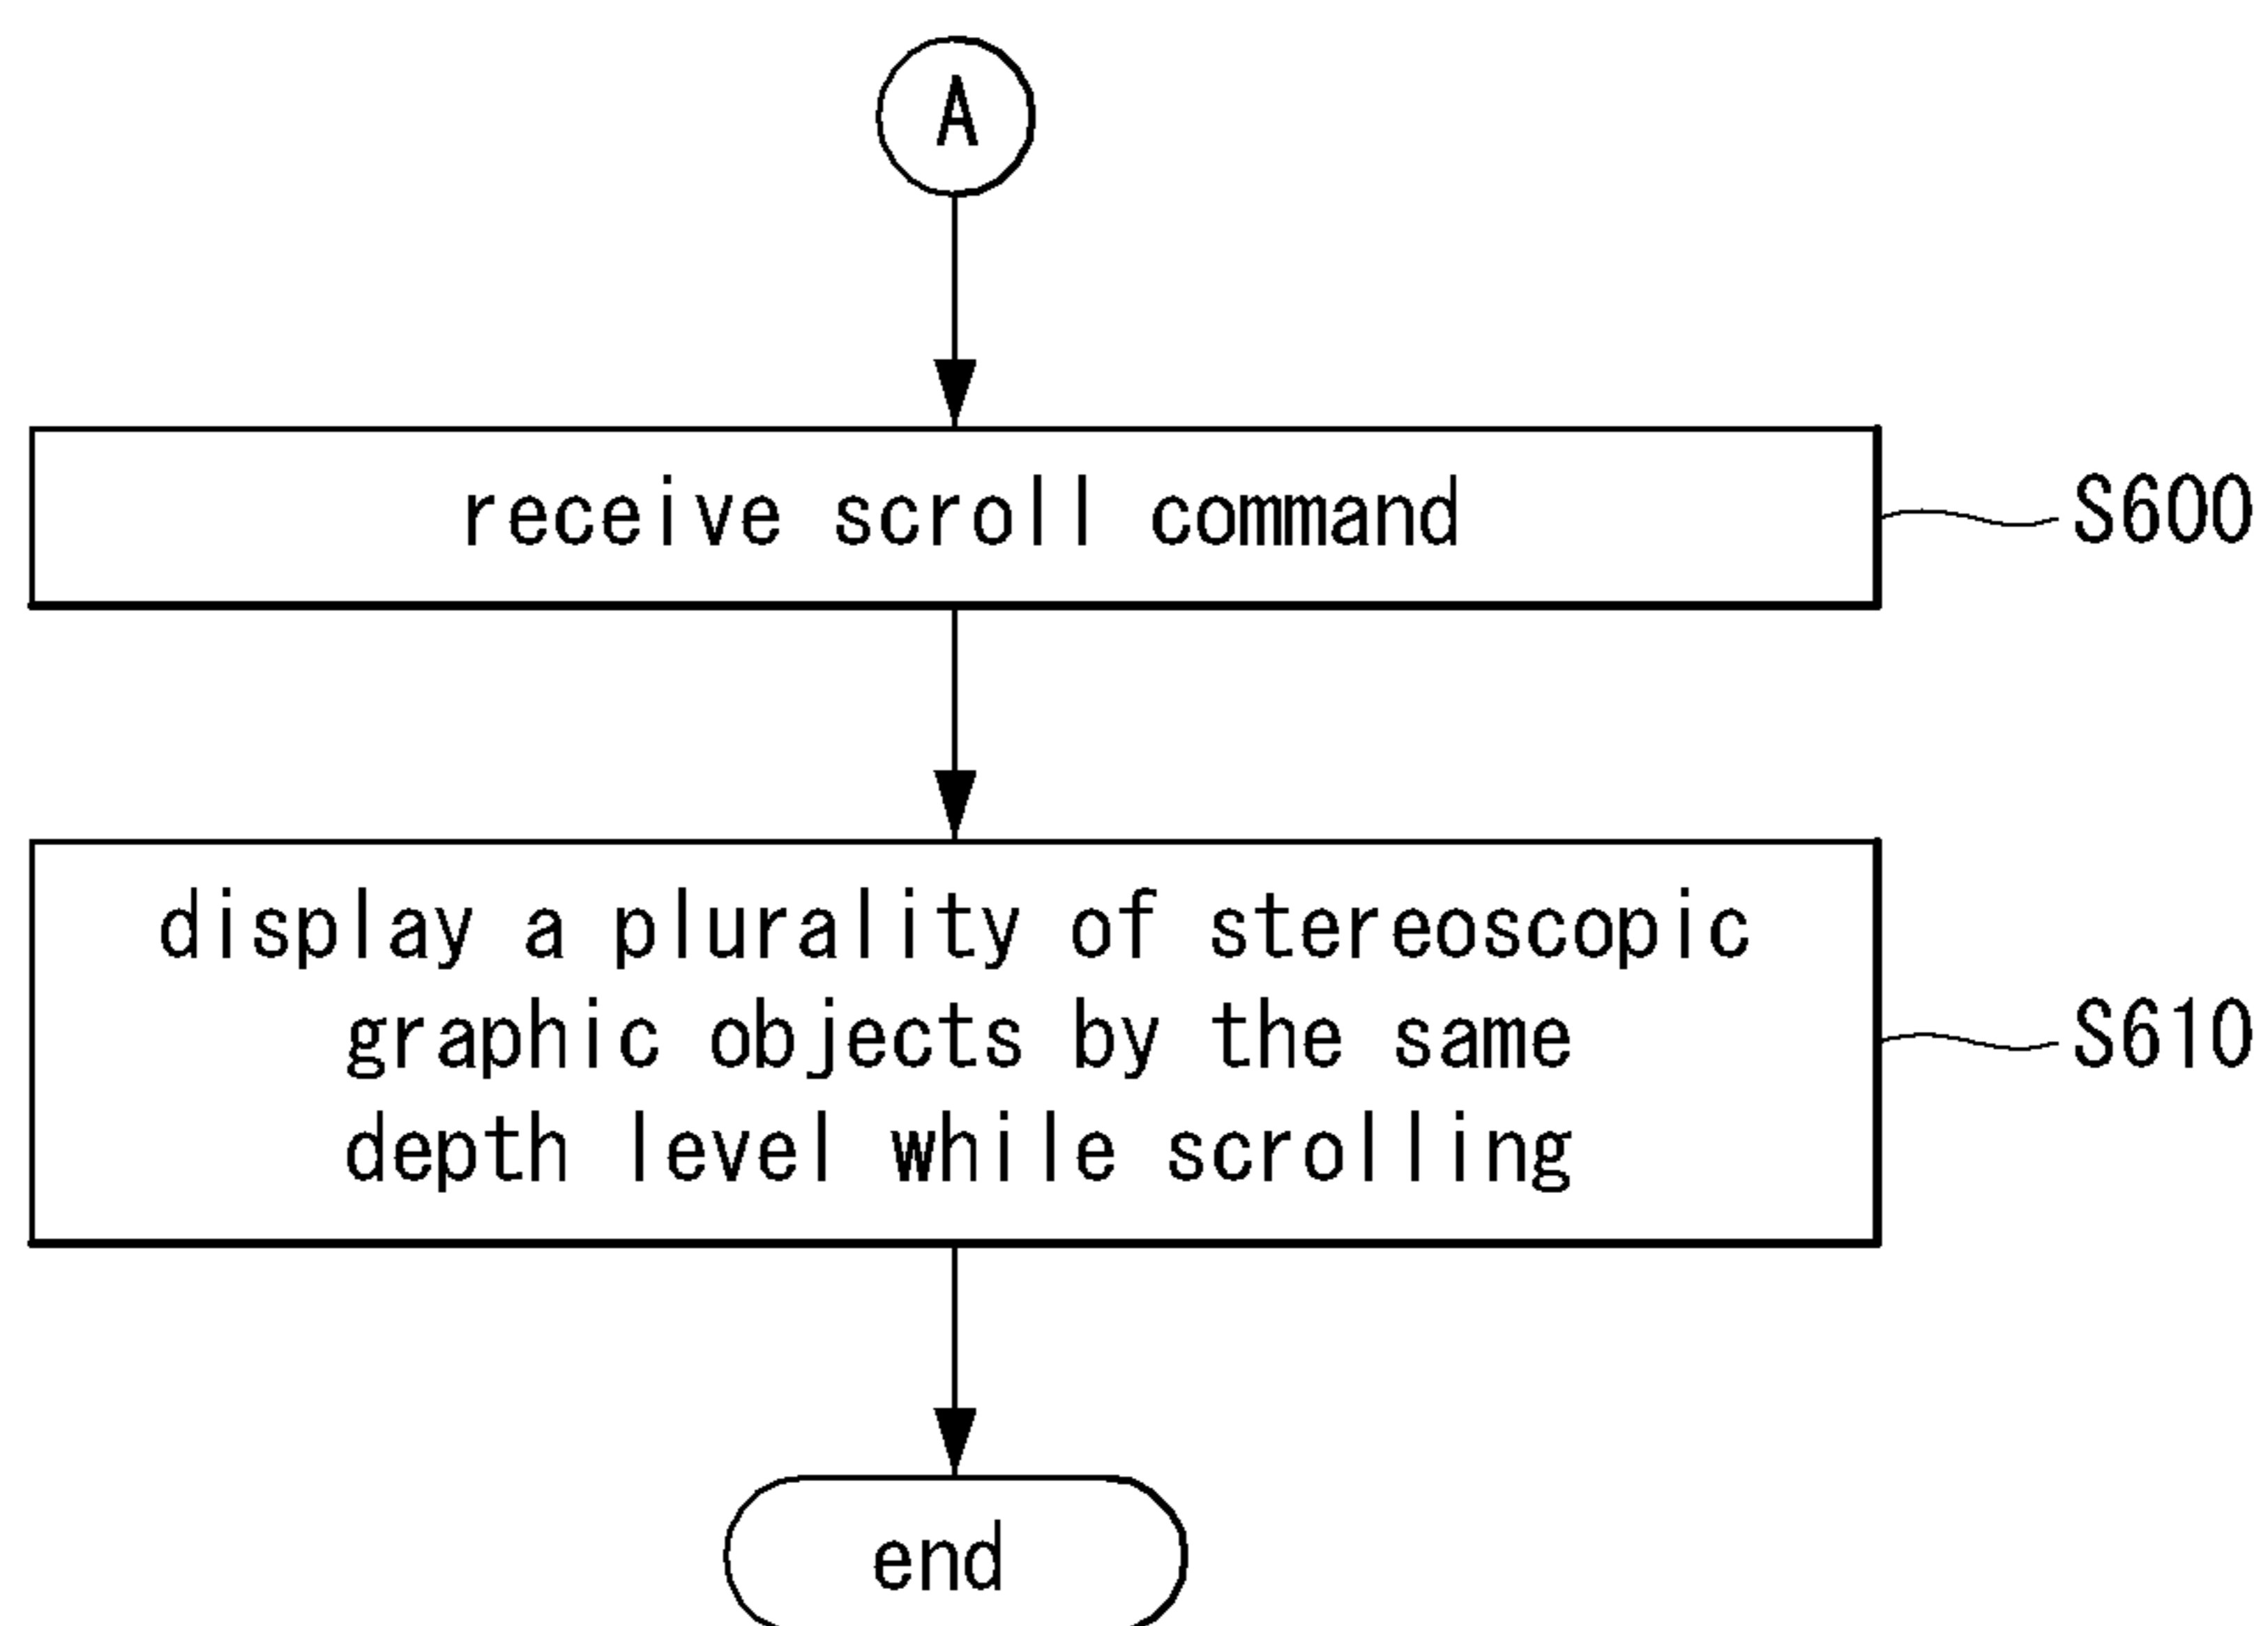 A
receive scroll command
S600
display a plurality of stereoscopic
graphic objects by the same
depth level while scrolling
S610
end